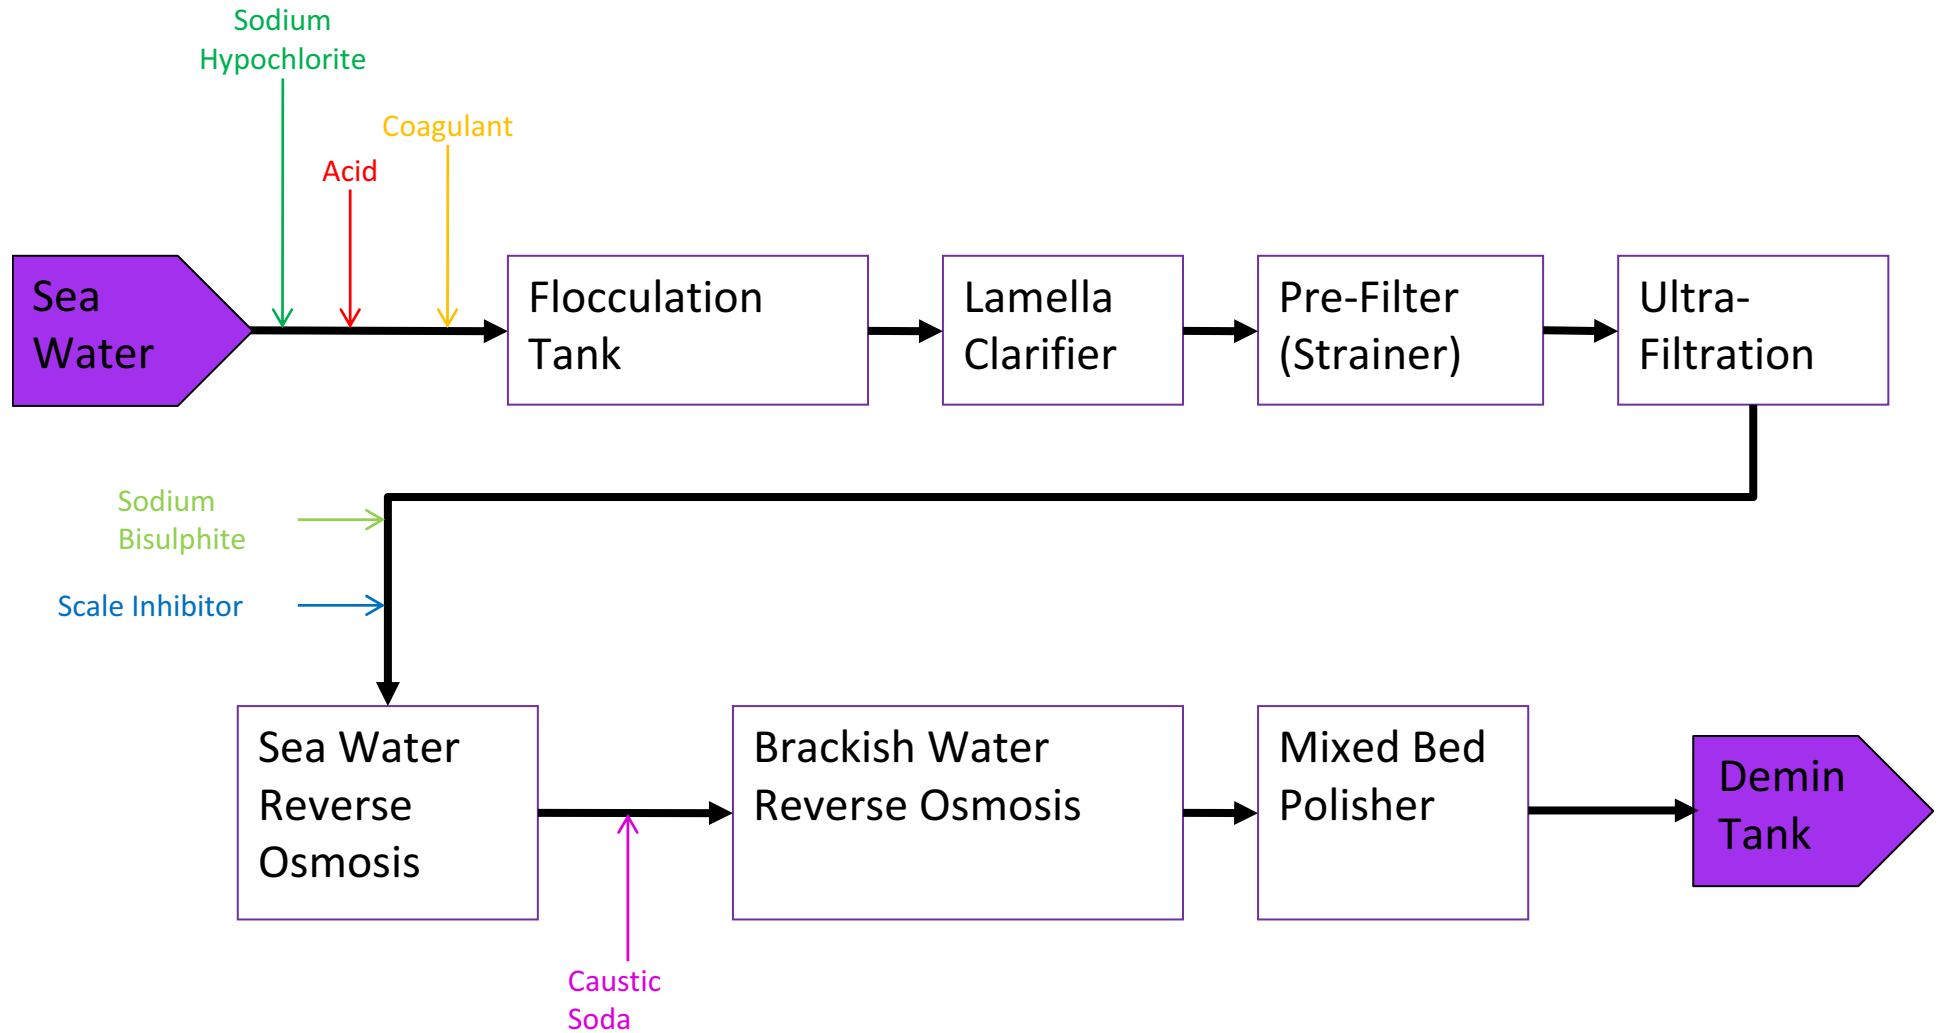 Sodium
Hypochlorite
Coagulant
Acid
Sea
Water
Flocculation
Tank
Lamella
Clarifier
Pre-Filter
(Strainer)
Ultra-
Filtration
Sodium
Bisulphite
Scale Inhibitor
Sea Water
Reverse
Osmosis
Brackish Water
Reverse Osmosis
Mixed Bed
Polisher
Demin
Tank
Caustic
Soda